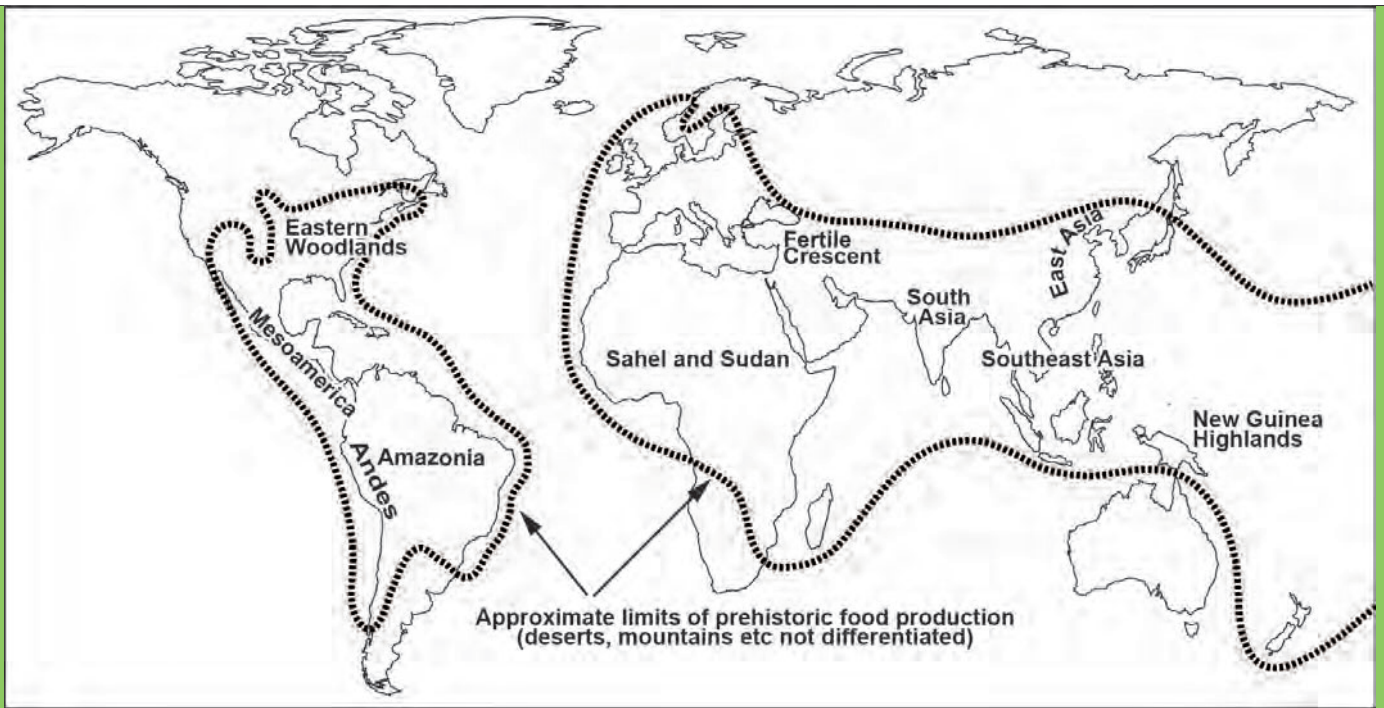 Eastern
Woodlands
Mesoamerica
Andes
Amazonia
Fertile
Crescent
Sahel and Sudan
South
Asia
East Asia
Southeast Asia
New Guinea
Highlands
Approximate limits of prehistoric food production
(deserts, mountains etc not differentiated)